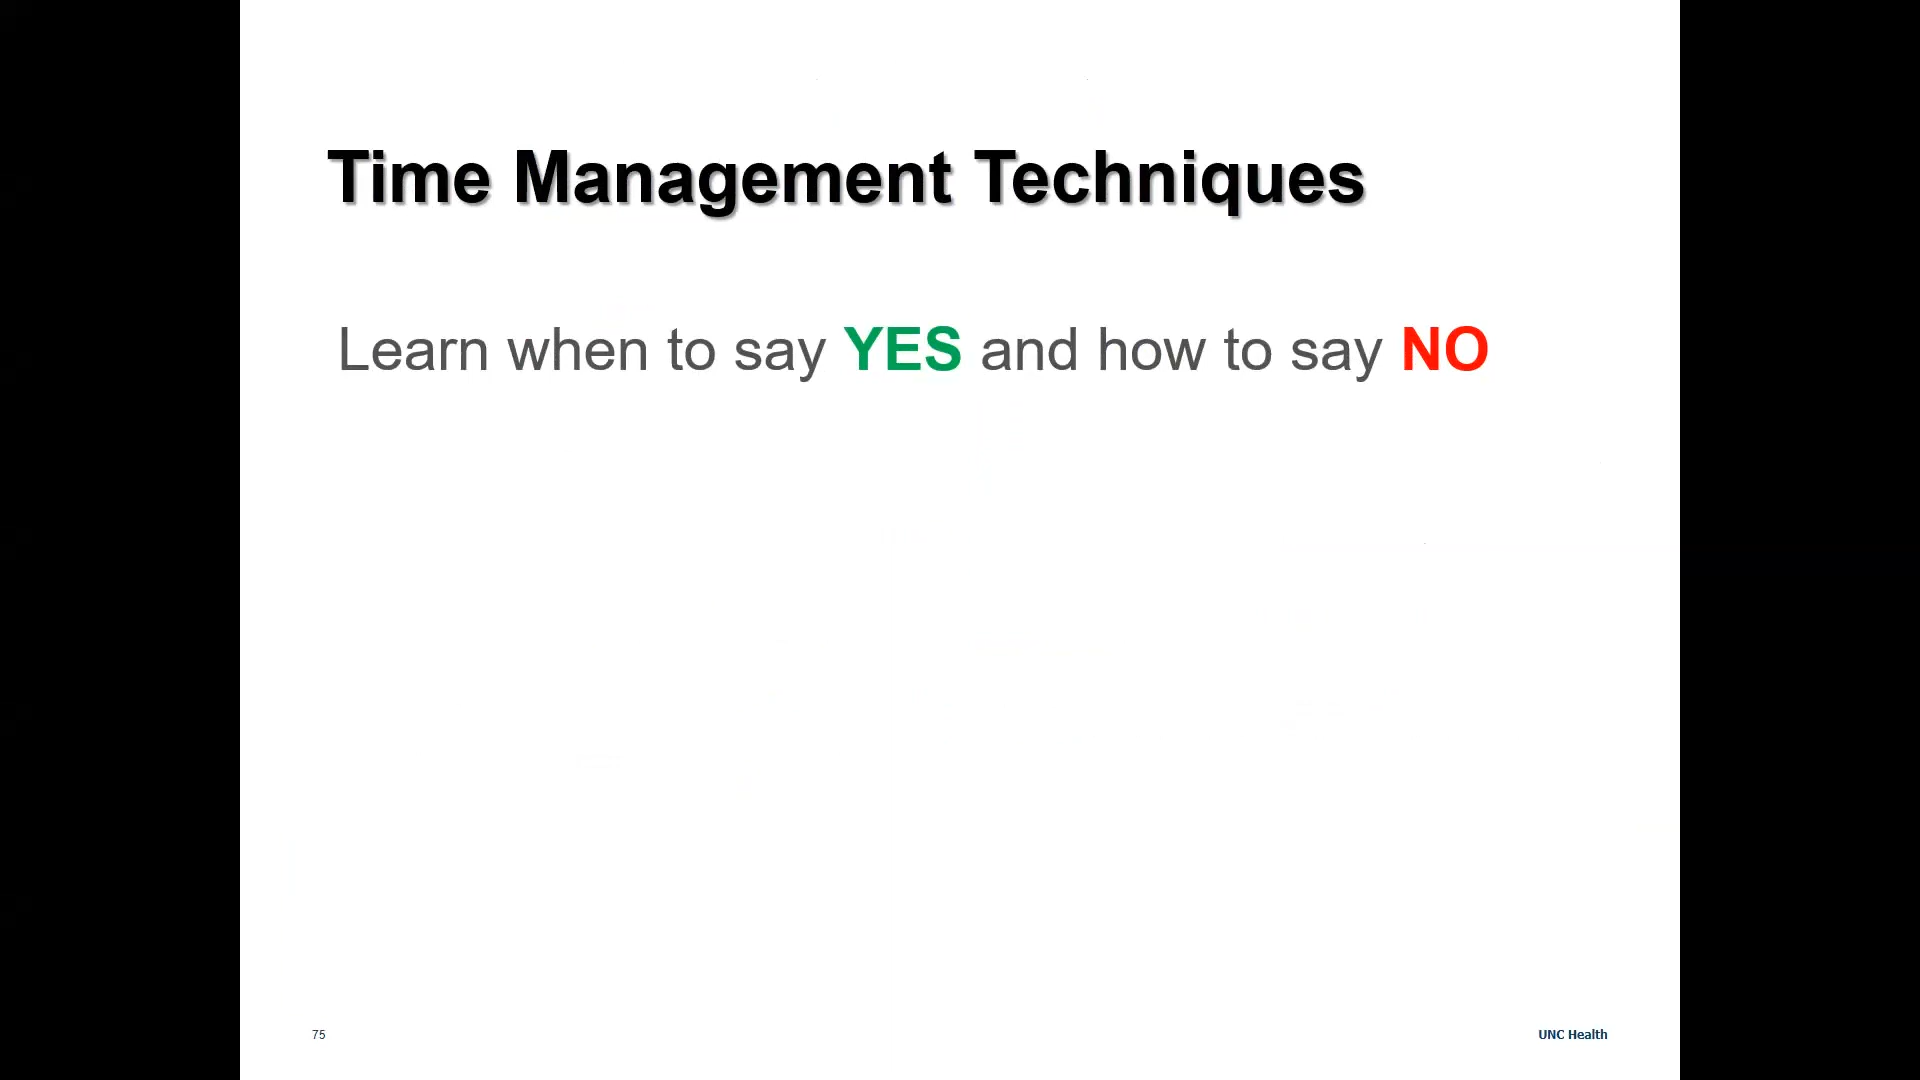 Time Management Techniques
Learn when to say YES and how to say NO
75
UNC Health